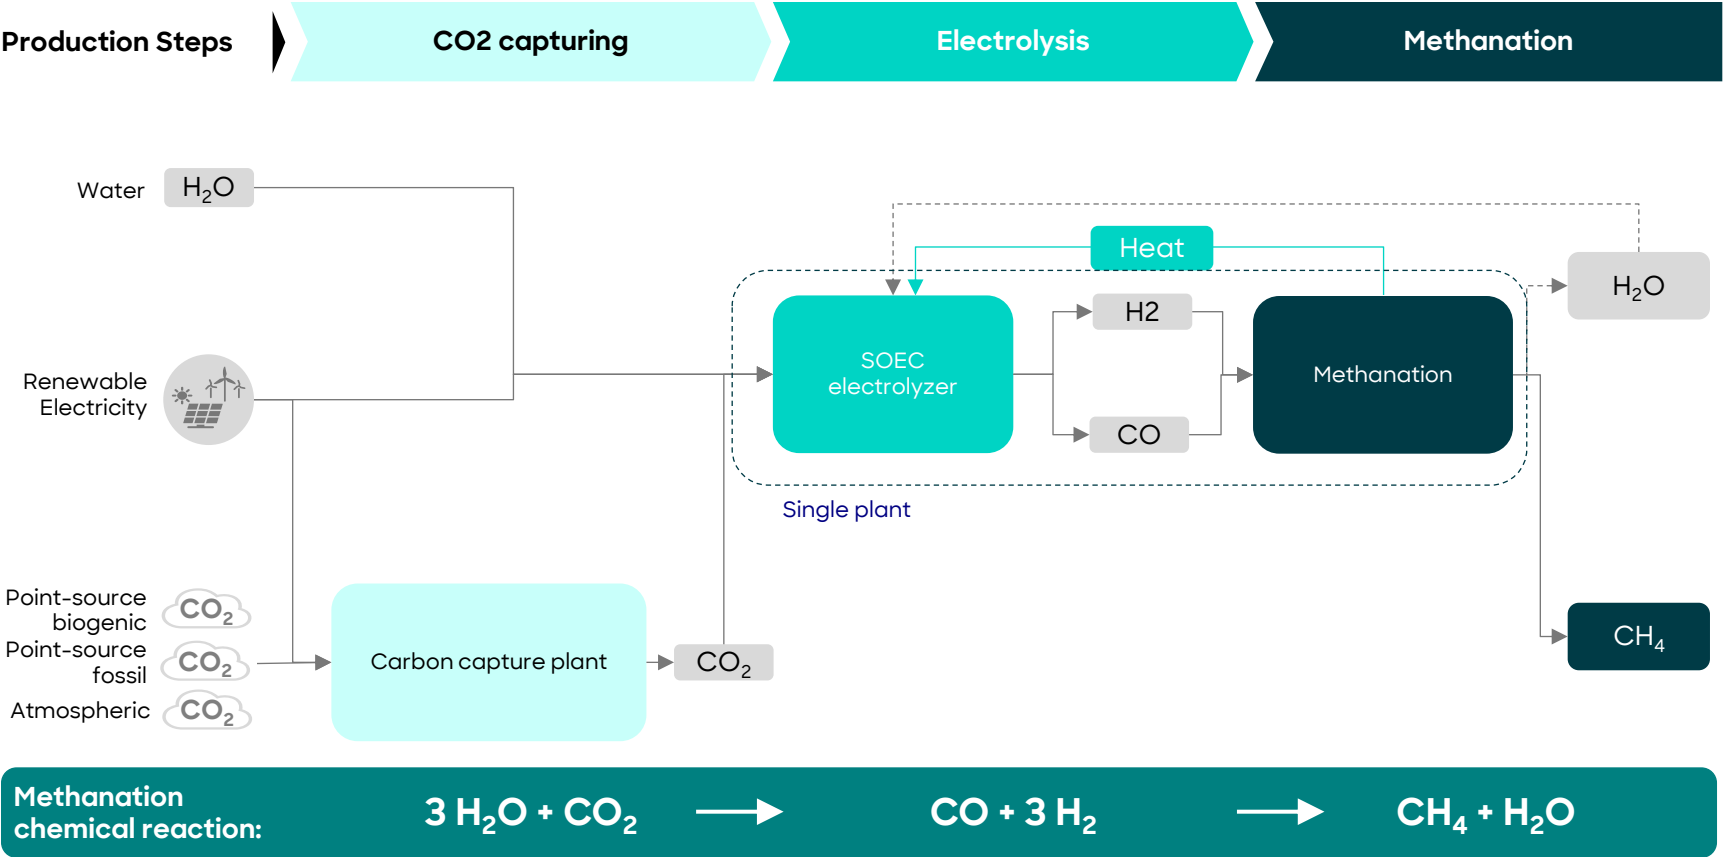 Production Steps
CO2 capturing
Electrolysis
Methanation
Water
H₂O
Heat
H₂O
H2
SOEC
electrolyzer
Methanation
Renewable
Electricity
CO
Single plant
Point-source
biogenic
CO₂
Point-source
fossil
CO₂
Atmospheric
CO₂
Carbon capture plant
CO₂
CH₄
Methanation
chemical reaction:
3 H₂O + CO₂
CO + 3 H₂
CH₄ + H₂O